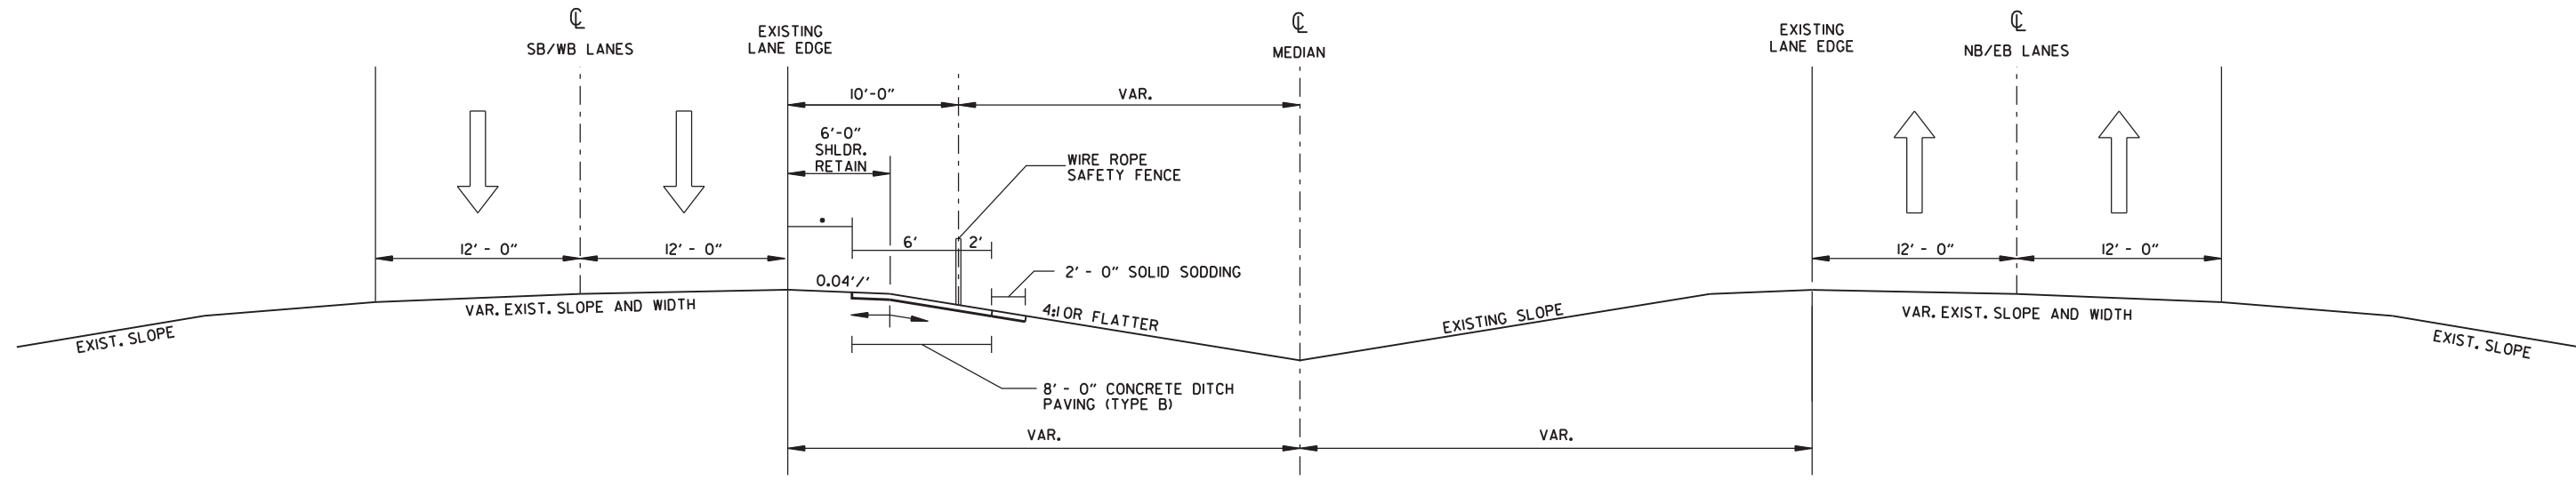 ℄
SB/WB LANES
EXISTING
LANE EDGE
℄
MEDIAN
EXISTING
LANE EDGE
℄
NB/EB LANES
10'-0"
VAR.
6'-0"
SHLDR.
RETAIN
WIRE ROPE
SAFETY FENCE
12' - 0"
12' - 0"
6'
2'
12' - 0"
12' - 0"
0.04'/'
2' - 0" SOLID SODDING
VAR. EXIST. SLOPE AND WIDTH
4:1 OR FLATTER
EXISTING SLOPE
VAR. EXIST. SLOPE AND WIDTH
EXIST. SLOPE
EXIST. SLOPE
8' - 0" CONCRETE DITCH
PAVING (TYPE B)
VAR.
VAR.